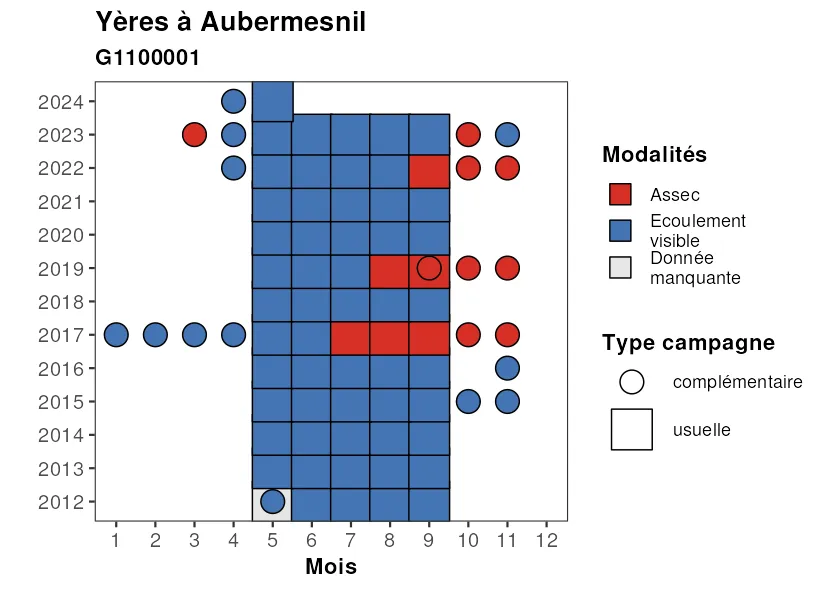 Yères à Aubermesnil
G1100001
2024
2023
2022
2021
2020
2019
2018
2017
2016
2015
2014
2013
2012
1 2 3 4 5 6 7 8 9 10 11 12
Mois
Modalités
Assec
Ecoulement
visible
Donnée
manquante
Type campagne
complémentaire
usuelle